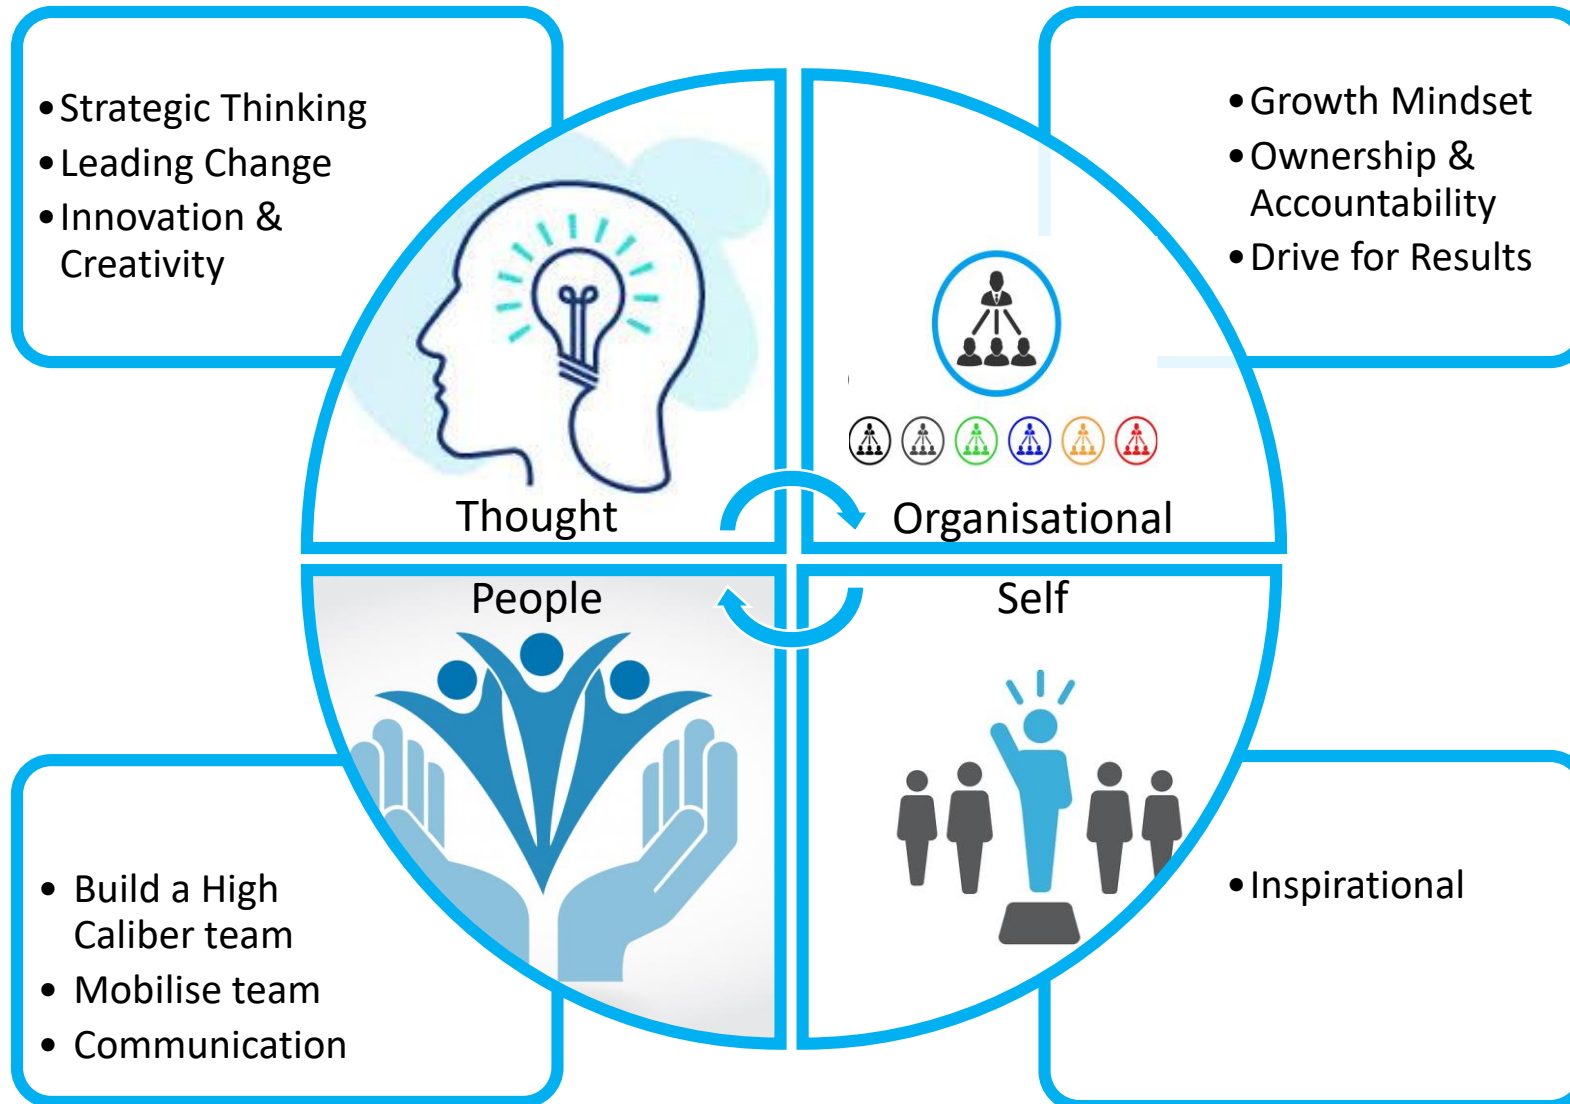 •Strategic Thinking
•Leading Change
•Innovation &
Creativity
•Growth Mindset
•Ownership &
Accountability
•Drive for Results
Thought
Organisational
People
Self
• Build a High
Caliber team
• Mobilise team
• Communication
•Inspirational